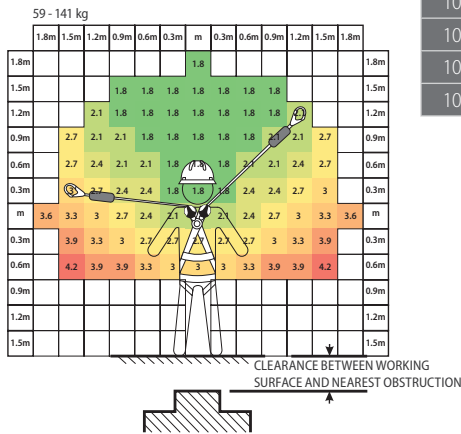 59 - 141 kg
10
10
10
10
1.8m 1.5m 1.2m 0.9m 0.6m 0.3m m 0.3m 0.6m 0.9m 1.2m 1.5m 1.8m
1.8m 1.8 1.8m
1.5m 1.8 1.8 1.8 1.8 1.8 1.8 1.8 1.5m
1.2m 2.1 1.8 1.8 1.8 1.8 1.8 1.8 1.8 1.2m
0.9m 2.7 2.1 2.1 1.8 1.8 1.8 1.8 1.8 2.1 2.1 2.7 0.9m
0.6m 2.7 2.4 2.1 2.1 1.8 1.8 1.8 2.1 2.1 2.4 2.7 0.6m
0.3m 2.7 2.4 2.4 1.8 1.8 1.8 2.4 2.4 2.7 3 0.3m
m 3.6 3.3 3 2.7 2.4 2.1 2.1 2.4 2.7 3 3.3 3.6 m
0.3m 3.9 3.3 3 2.7 2.7 2.7 2.7 2.7 3 3.3 3.9 0.3m
0.6m 4.2 3.9 3.9 3.3 3 3 3 3.3 3.9 3.9 4.2 0.6m
0.9m 0.9m
1.2m 1.2m
1.5m 1.5m
CLEARANCE BETWEEN WORKING
SURFACE AND NEAREST OBSTRUCTION